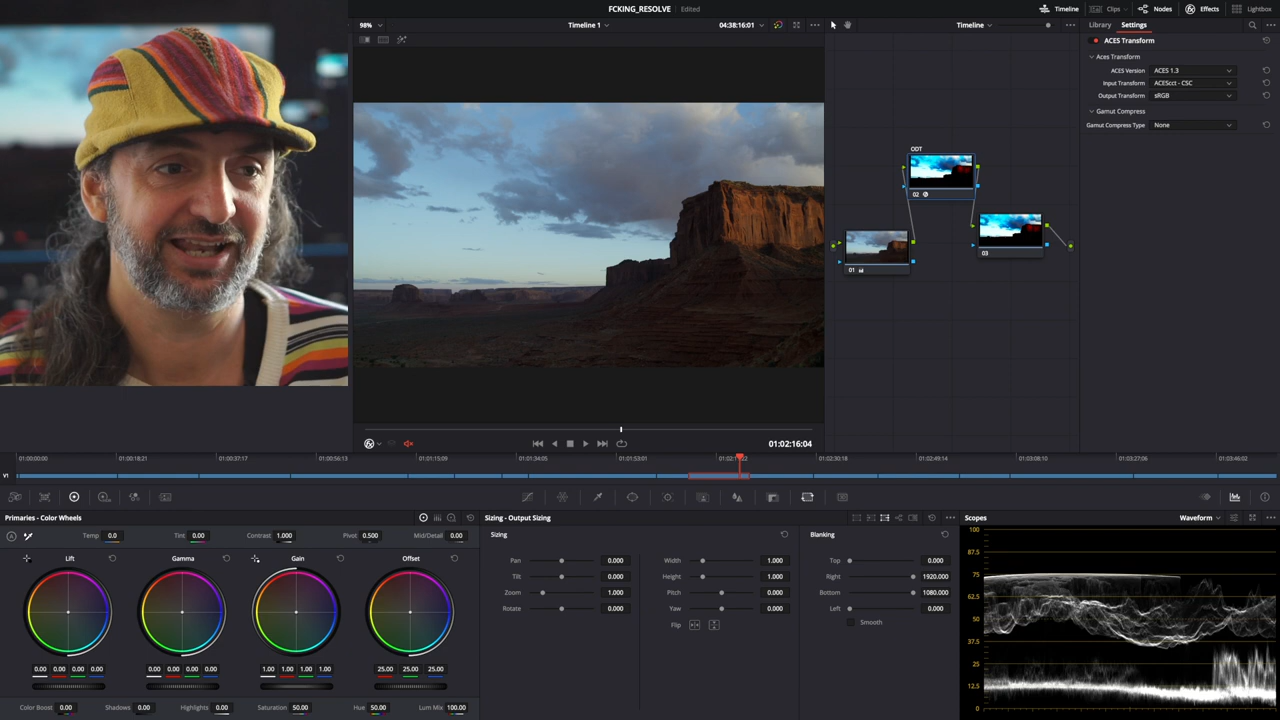 FCKING_RESOLVE Edited
Timeline Clips Nodes Effects Lightbox
98% Timeline 1 04:38:16:01 Timeline Library Settings
ACES Transform
Aces Transform
ACES Version ACES 1.3
Input Transform ACEScct - CSC
Output Transform sRGB
Gamut Compress
Gamut Compress Type None
ODT
02
03
01
01:02:16:04
01:00:00:00 01:00:18:21 01:00:37:17 01:00:56:13 01:01:15:09 01:01:34:05 01:01:53:01 01:02:30:18 01:02:49:14 01:03:08:10 01:03:27:06 01:03:46:02
V1
Primaries - Color Wheels
Temp 0.0 Tint 0.00 Contrast 1.000 Pivot 0.500 Mid/Detail 0.00
Lift Gamma Gain Offset
0.00 0.00 0.00 0.00 0.00 0.00 0.00 0.00 1.00 1.00 1.00 1.00 25.00 25.00 25.00
Color Boost 0.00 Shadows 0.00 Highlights 0.00 Saturation 50.00 Hue 50.00 Lum Mix 100.00
Sizing - Output Sizing
Sizing
Pan 0.000 Width 1.000
Tilt 0.000 Height 1.000
Zoom 1.000 Pitch 0.000
Rotate 0.000 Yaw 0.000
Flip
Blanking
Top 0.000
Right 1920.000
Bottom 1080.000
Left 0.000
Smooth
Scopes Waveform
100
87.5
75
62.5
50
37.5
25
12.5
0